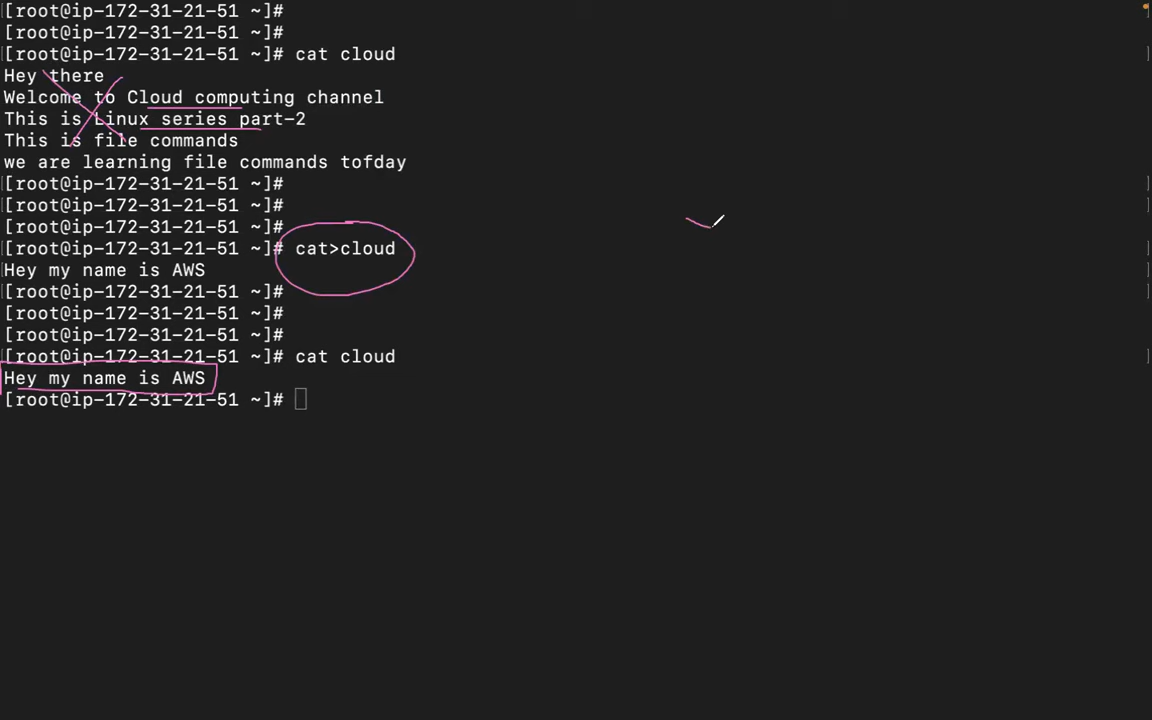 [root@ip-172-31-21-51 ~]#
[root@ip-172-31-21-51 ~]#
[root@ip-172-31-21-51 ~]# cat cloud
Hey there
Welcome to Cloud computing channel
This is Linux series part-2
This is file commands
we are learning file commands tofday
[root@ip-172-31-21-51 ~]#
[root@ip-172-31-21-51 ~]#
[root@ip-172-31-21-51 ~]#
[root@ip-172-31-21-51 ~]# cat>cloud
Hey my name is AWS
[root@ip-172-31-21-51 ~]#
[root@ip-172-31-21-51 ~]#
[root@ip-172-31-21-51 ~]#
[root@ip-172-31-21-51 ~]# cat cloud
Hey my name is AWS
[root@ip-172-31-21-51 ~]#